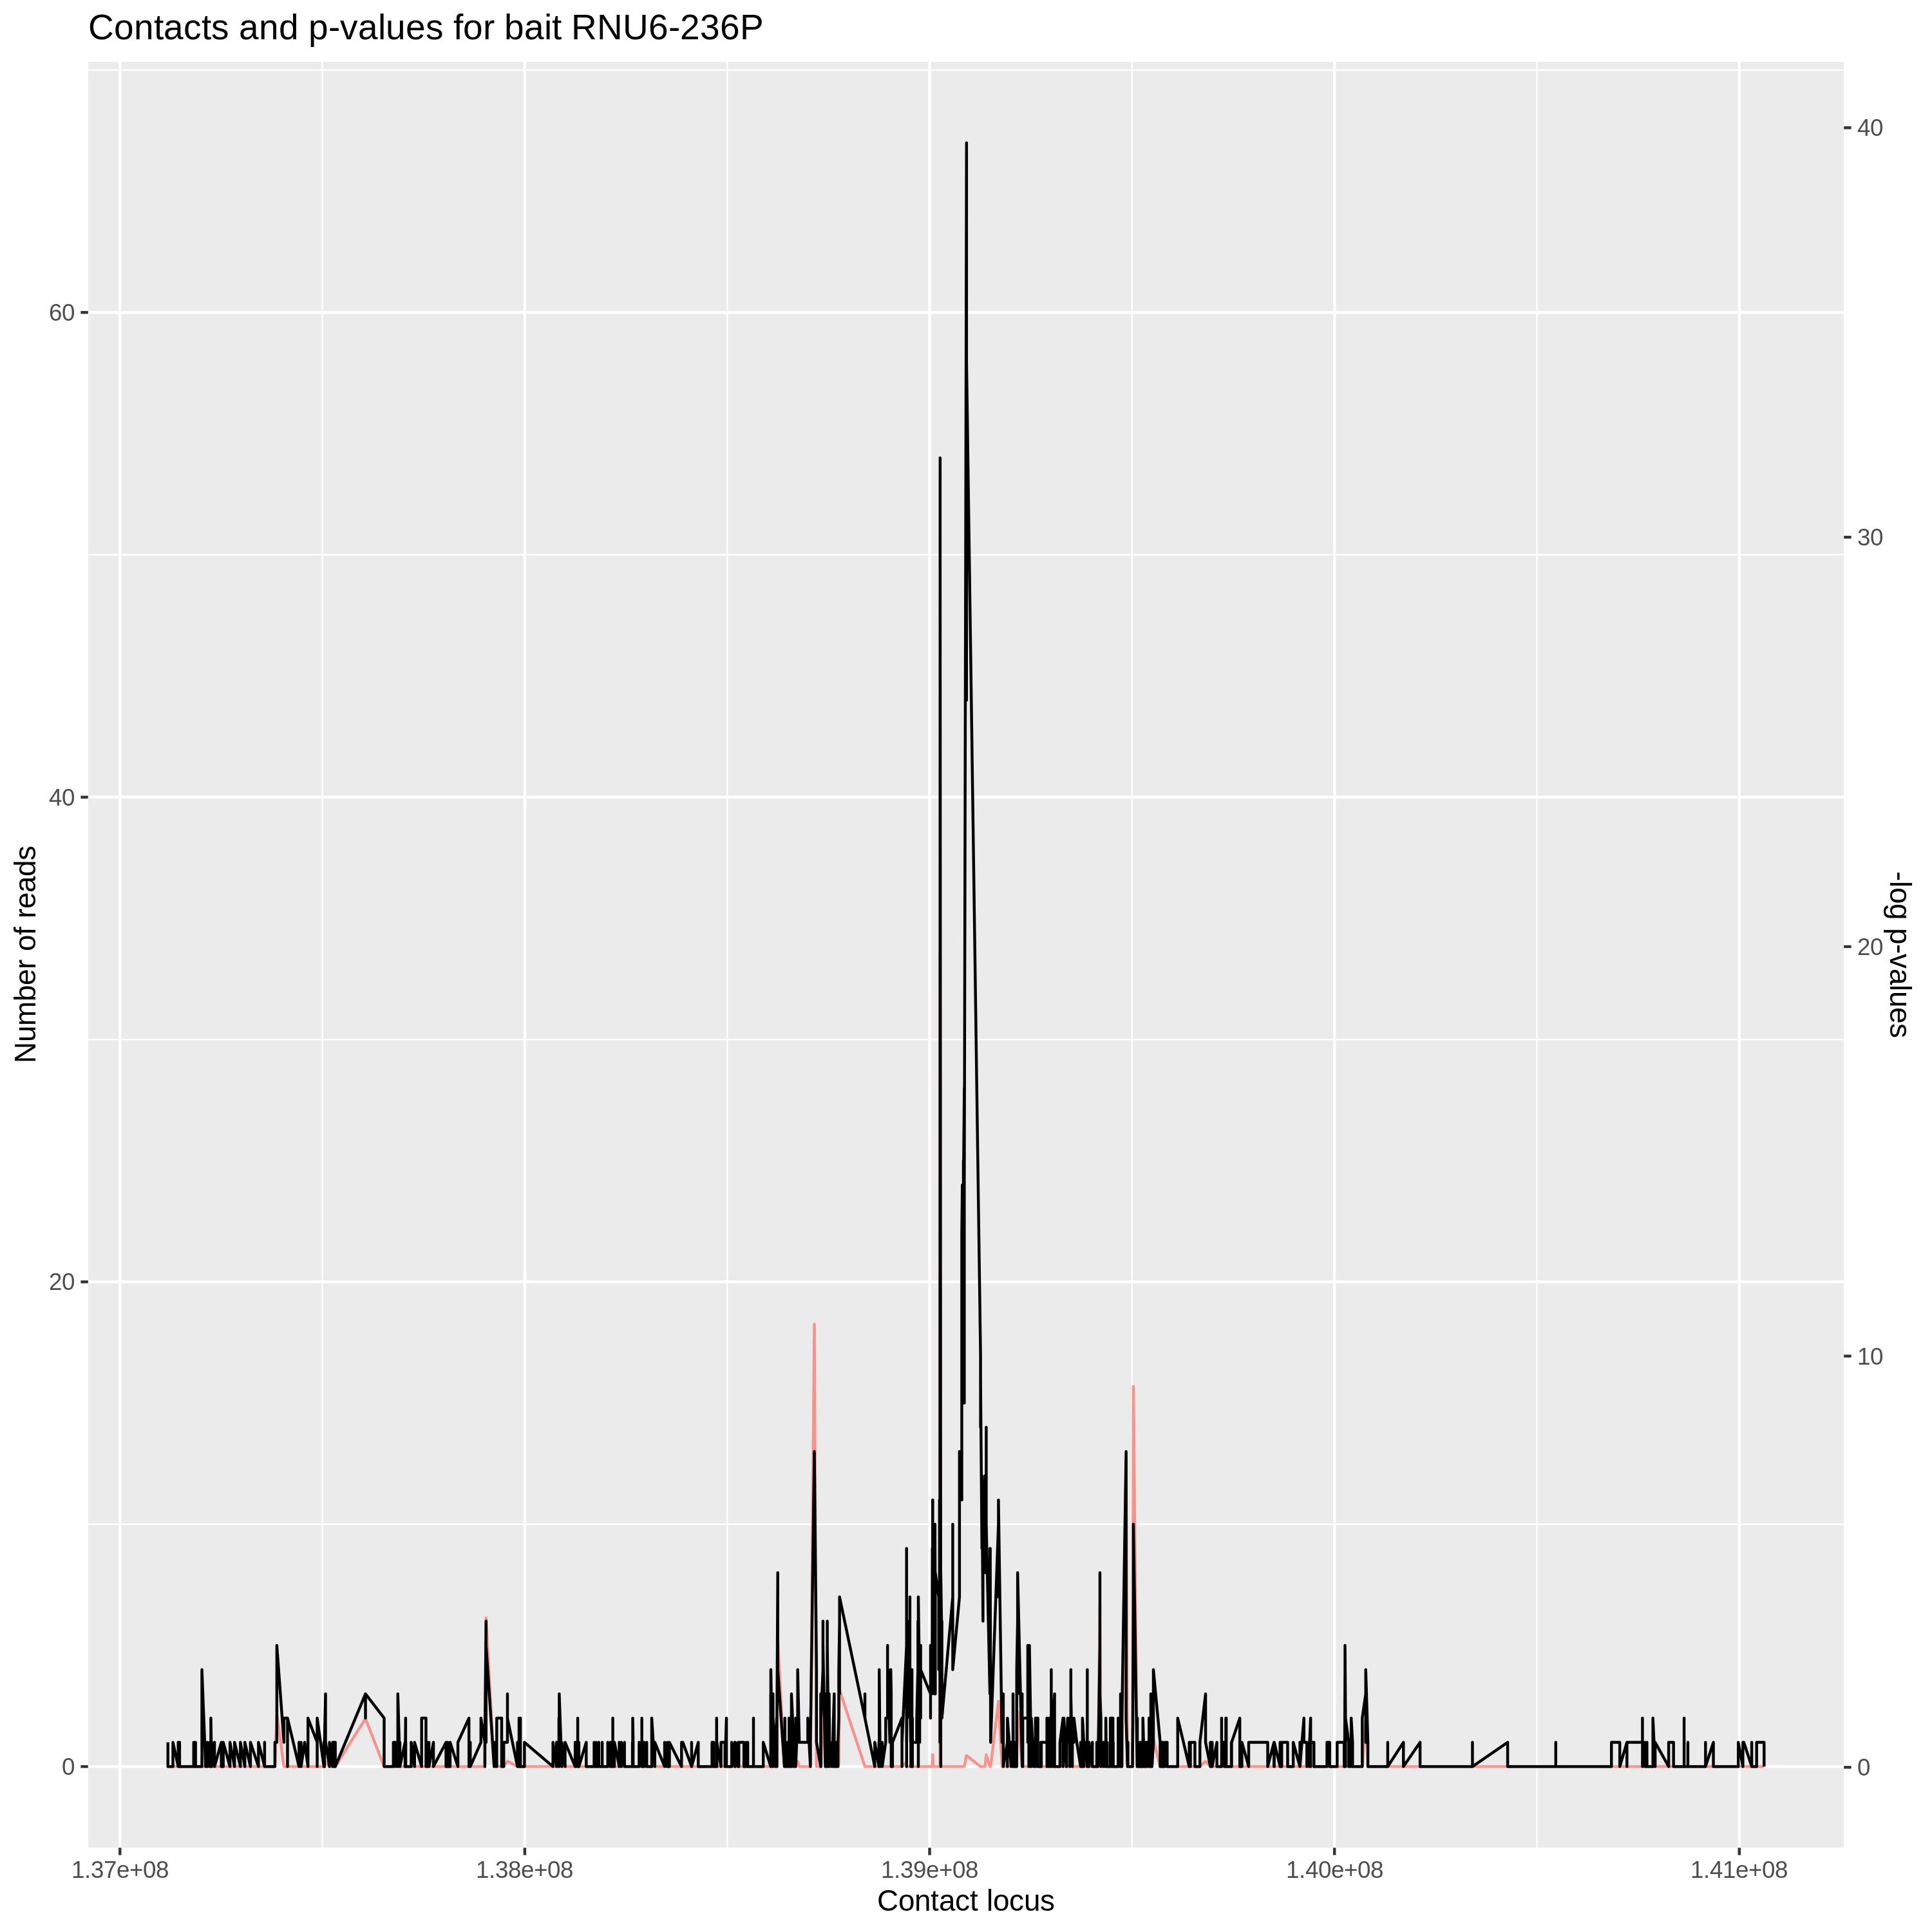 Contacts and p-values for bait RNU6-236P
Number of reads
60
40
20
0
40
30
20
10
0
-log p-values
1.37e+08 1.38e+08 1.39e+08 1.40e+08 1.41e+08
Contact locus